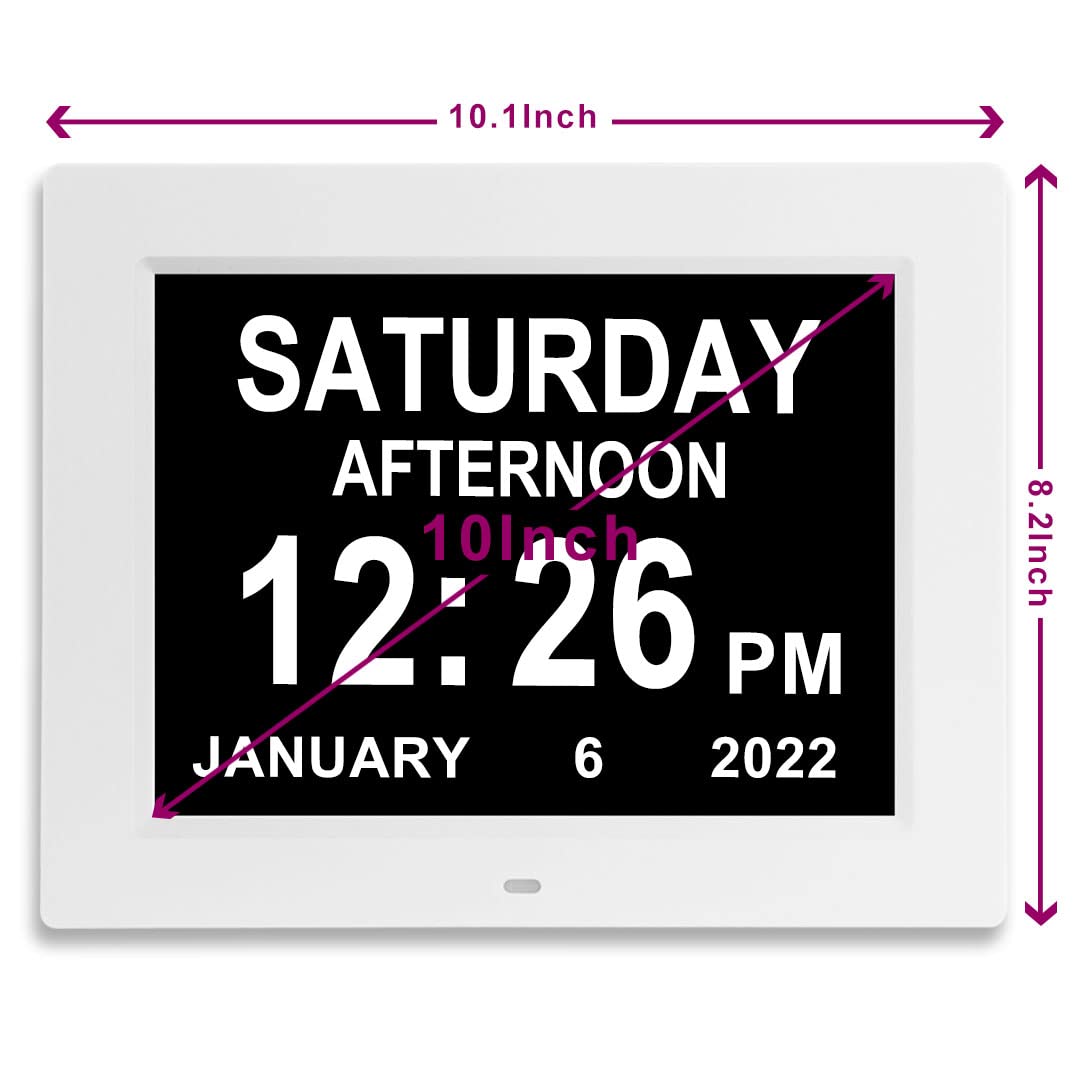 10.1Inch
8.2Inch
SATURDAY
AFTERNOON
10Inch
12:26 PM
JANUARY 6 2022